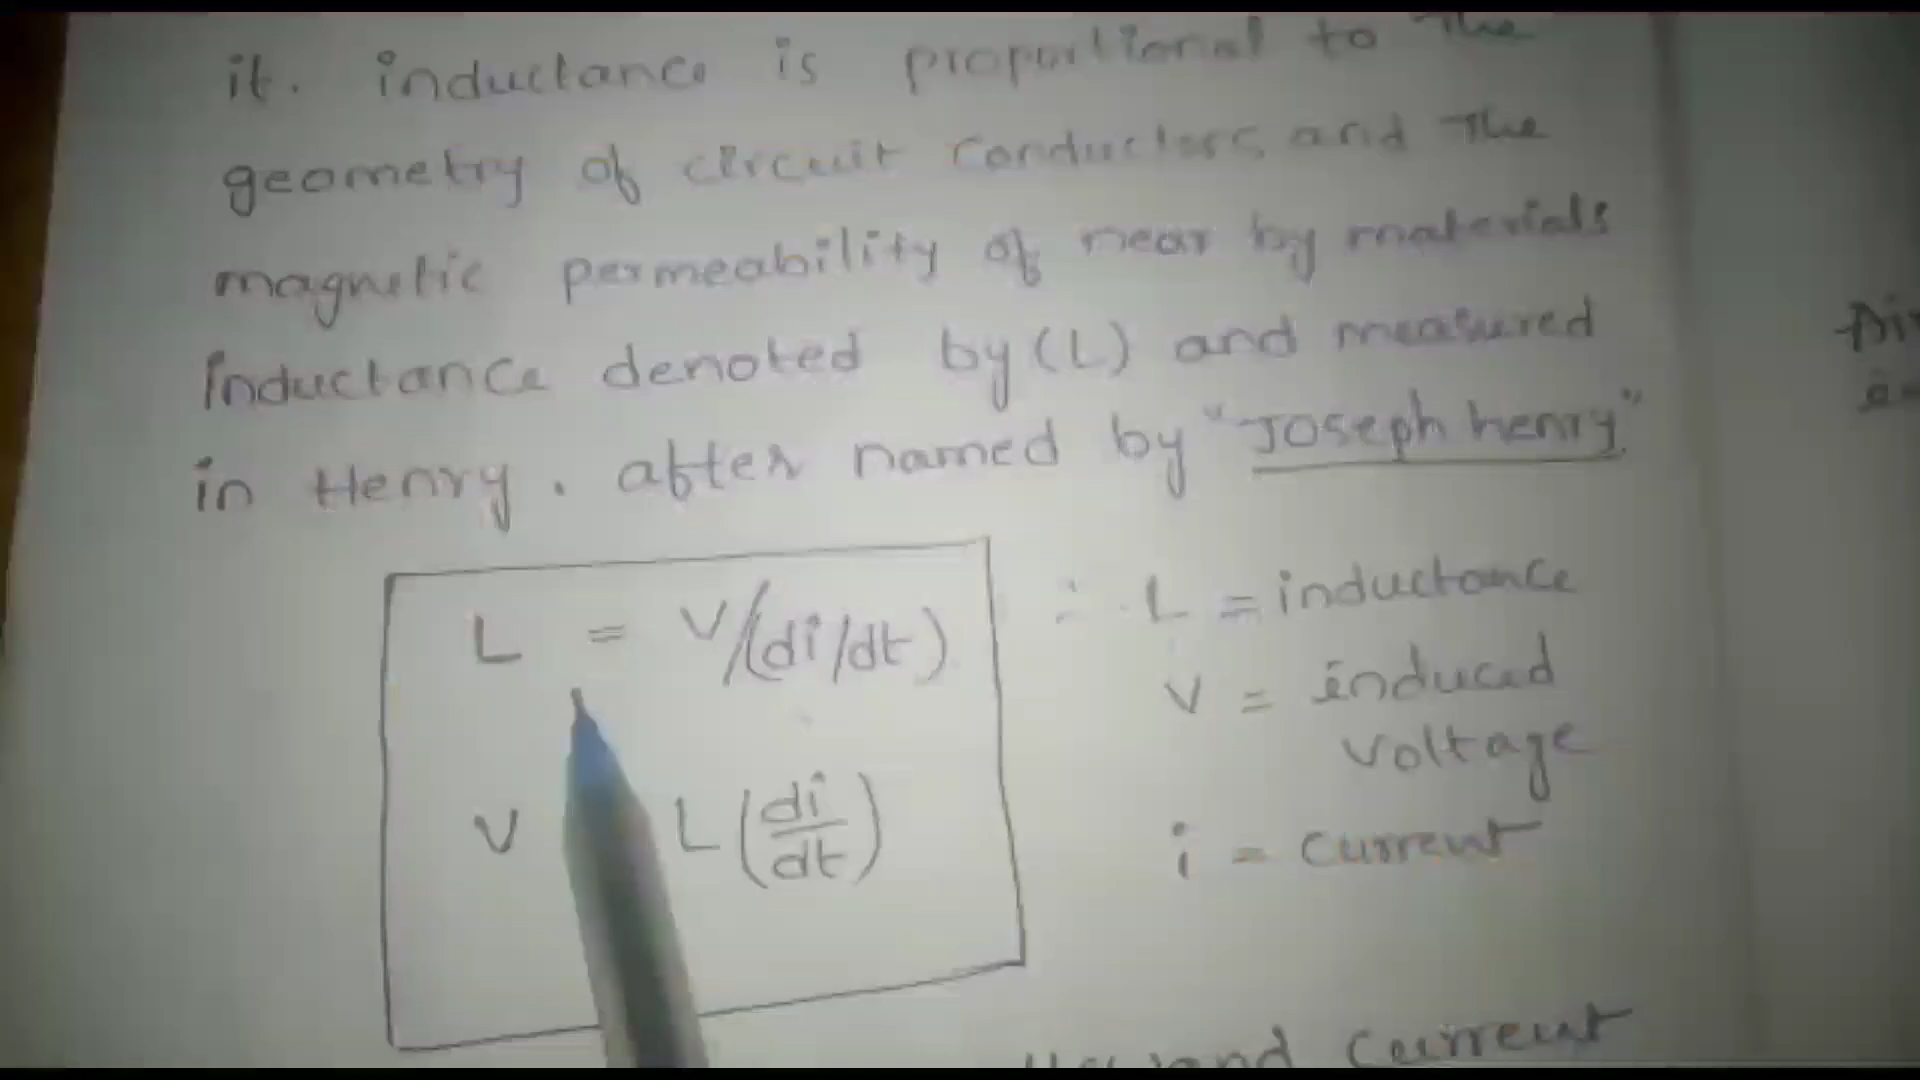 it. inductance is proportional to the
geometry of circuit conductors and the
magnetic permeability of near by materials
inductance denoted by (L) and measured
in Henry. after named by "Joseph henry"
L = V/(di/dt)
V L (di/dt)
∴ L = inductance
V = induced
voltage
i = current
and current